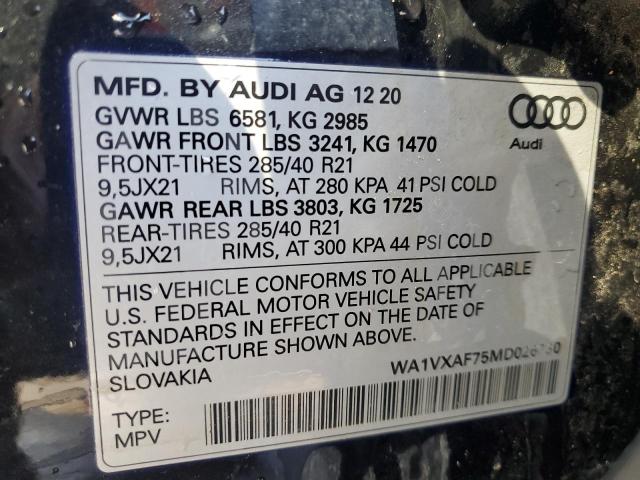 MFD. BY AUDI AG 12 20
GVWR LBS 6581, KG 2985
GAWR FRONT LBS 3241, KG 1470
FRONT-TIRES 285/40 R21
9,5JX21 RIMS, AT 280 KPA 41 PSI COLD
GAWR REAR LBS 3803, KG 1725
REAR-TIRES 285/40 R21
9,5JX21 RIMS, AT 300 KPA 44 PSI COLD
Audi
THIS VEHICLE CONFORMS TO ALL APPLICABLE
U.S. FEDERAL MOTOR VEHICLE SAFETY
STANDARDS IN EFFECT ON THE DATE OF
MANUFACTURE SHOWN ABOVE.
SLOVAKIA
TYPE:
MPV